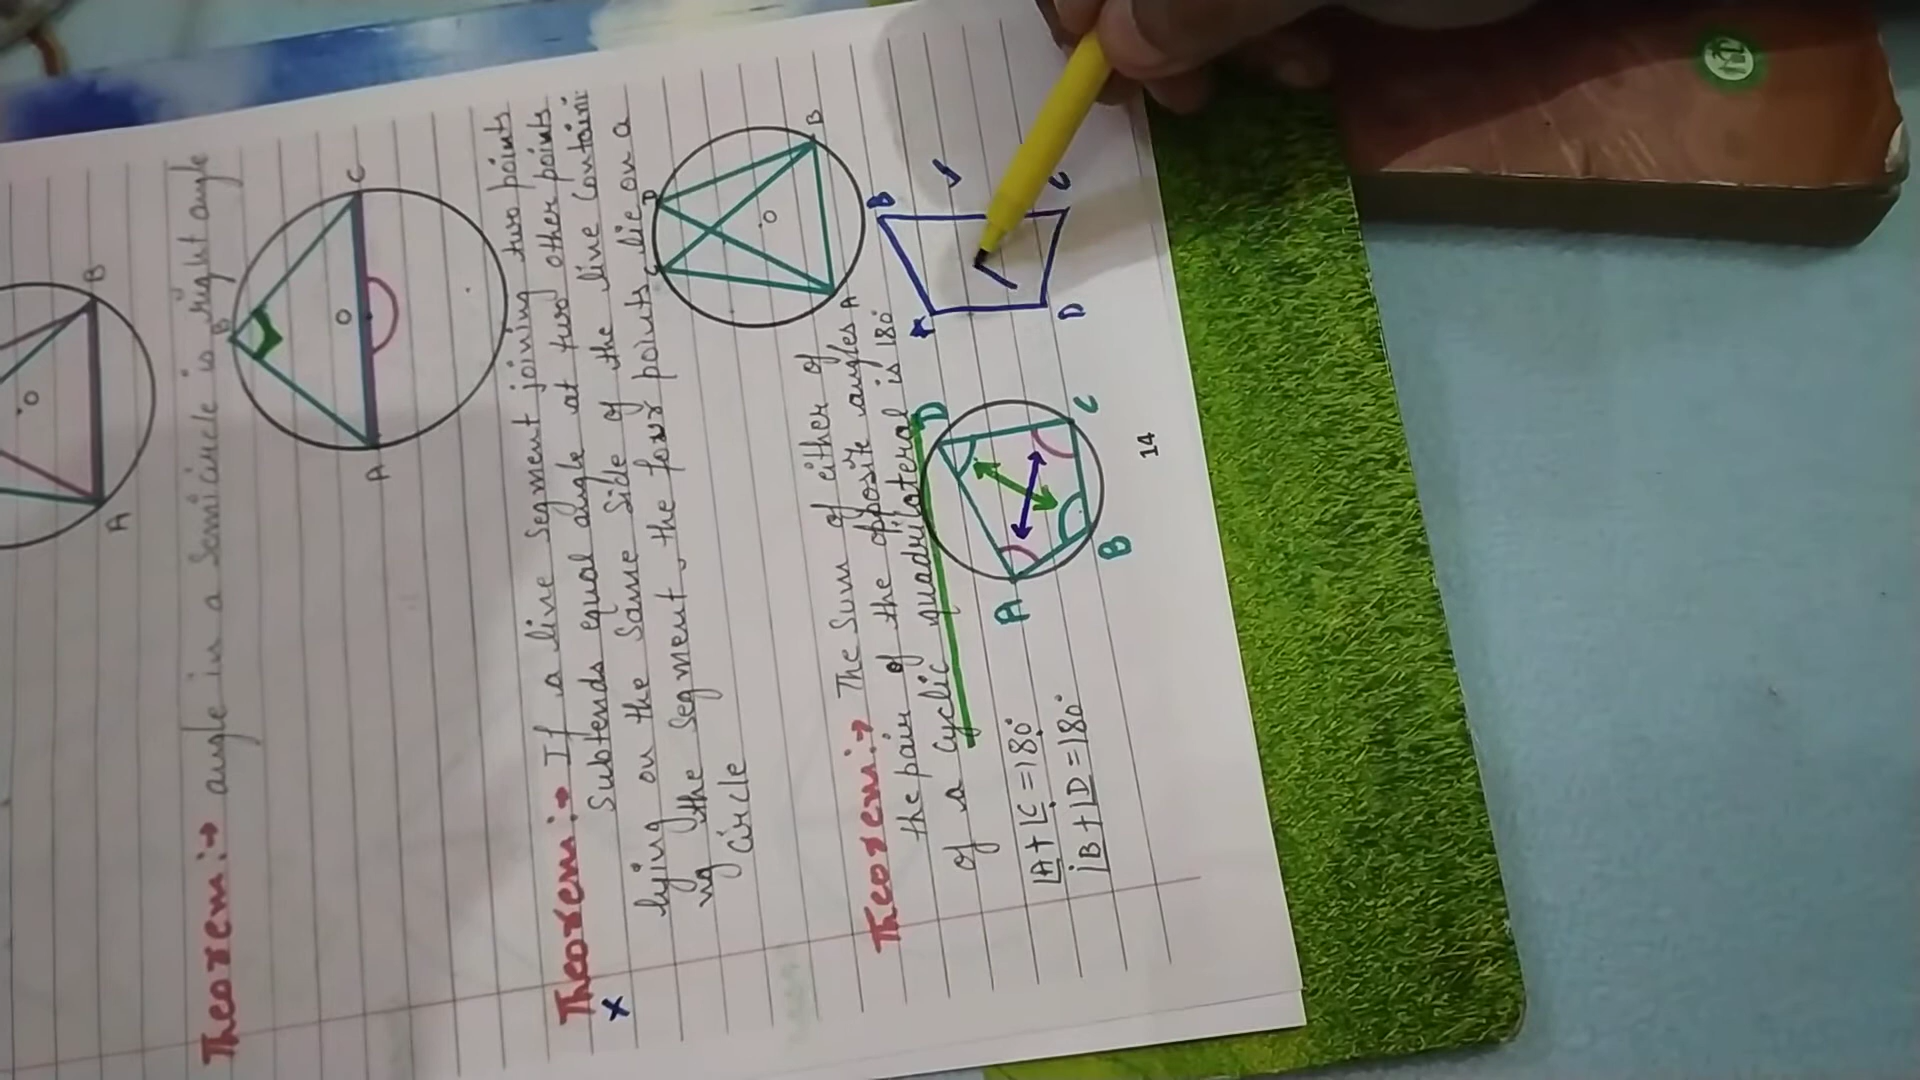 B
O
A
Theorem:→ angle in a semicircle is right angle
B
C
O
A
Theorem:→ If a line segment joining two points
x
Subtends equal angle at two other points
lying on the same side of the line Containi
ng the segment, the four points lie on a
circle
D
B
C
O
A
Theorem:→ The Sum of either of
the pair of the opposite angles
of a cyclic quadrilateral is 180°
∠A+∠C=180°
∠B+∠D=180°
D
C
A
B
B
C
A
D
14